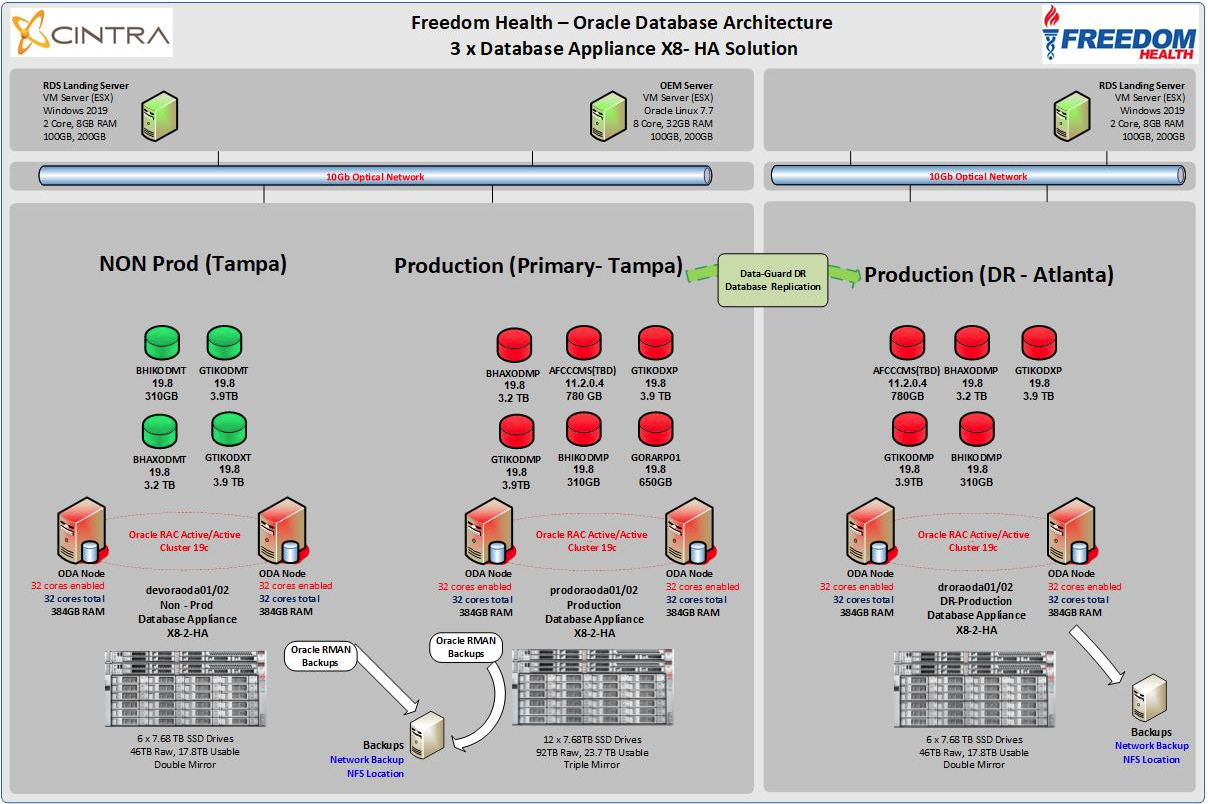 CINTRA
Freedom Health – Oracle Database Architecture
3 x Database Appliance X8- HA Solution
FREEDOM
HEALTH
RDS Landing Server
VM Server (ESX)
Windows 2019
2 Core, 8GB RAM
100GB, 200GB
OEM Server
VM Server (ESX)
Oracle Linux 7.7
8 Core, 32GB RAM
100GB, 200GB
RDS Landing Server
VM Server (ESX)
Windows 2019
2 Core, 8GB RAM
100GB, 200GB
10Gb Optical Network
10Gb Optical Network
NON Prod (Tampa)
Production (Primary- Tampa)
Data-Guard DR
Database Replication
Production (DR - Atlanta)
BHIKODMT
19.8
310GB
GTIKODMT
19.8
3.9TB
BHAXODMT
19.8
3.2 TB
GTIKODXT
19.8
3.9 TB
BHAXODMP
19.8
3.2 TB
AFCCCMS(TBD)
11.2.0.4
780 GB
GTIKODXP
19.8
3.9 TB
GTIKODMP
19.8
3.9TB
BHIKODMP
19.8
310GB
GORARP01
19.8
650GB
AFCCCMS(TBD)
11.2.0.4
780GB
BHAXODMP
19.8
3.2 TB
GTIKODXP
19.8
3.9 TB
GTIKODMP
19.8
3.9TB
BHIKODMP
19.8
310GB
Oracle RAC Active/Active
Cluster 19c
ODA Node
32 cores enabled
32 cores total
384GB RAM
ODA Node
32 cores enabled
32 cores total
384GB RAM
devoraoda01/02
Non - Prod
Database Appliance
X8-2-HA
Oracle RAC Active/Active
Cluster 19c
ODA Node
32 cores enabled
32 cores total
384GB RAM
ODA Node
32 cores enabled
32 cores total
384GB RAM
prodoraoda01/02
Production
Database Appliance
X8-2-HA
Oracle RAC Active/Active
Cluster 19c
ODA Node
32 cores enabled
32 cores total
384GB RAM
ODA Node
32 cores enabled
32 cores total
384GB RAM
droraoda01/02
DR-Production
Database Appliance
X8-2-HA
Oracle RMAN
Backups
Oracle RMAN
Backups
6 x 7.68 TB SSD Drives
46TB Raw, 17.8TB Usable
Double Mirror
Backups
Network Backup
NFS Location
12 x 7.68TB SSD Drives
92TB Raw, 23.7 TB Usable
Triple Mirror
6 x 7.68 TB SSD Drives
46TB Raw, 17.8TB Usable
Double Mirror
Backups
Network Backup
NFS Location